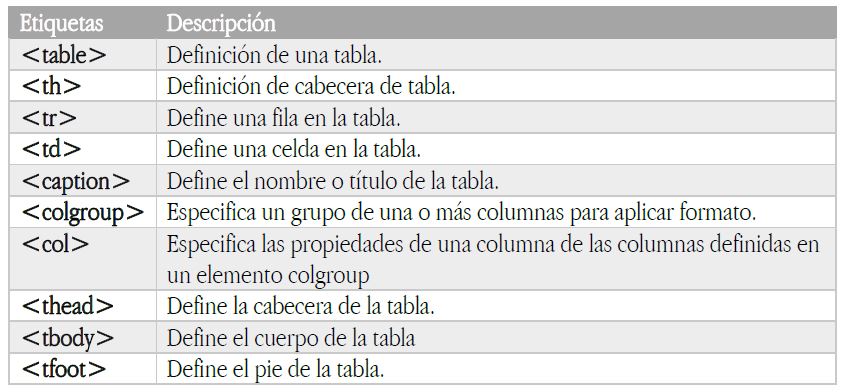 Etiquetas Descripción
<table> Definición de una tabla.
<th> Definición de cabecera de tabla.
<tr> Define una fila en la tabla.
<td> Define una celda en la tabla.
<caption> Define el nombre o título de la tabla.
<colgroup> Especifica un grupo de una o más columnas para aplicar formato.
<col> Especifica las propiedades de una columna de las columnas definidas en
un elemento colgroup
<thead> Define la cabecera de la tabla.
<tbody> Define el cuerpo de la tabla
<tfoot> Define el pie de la tabla.